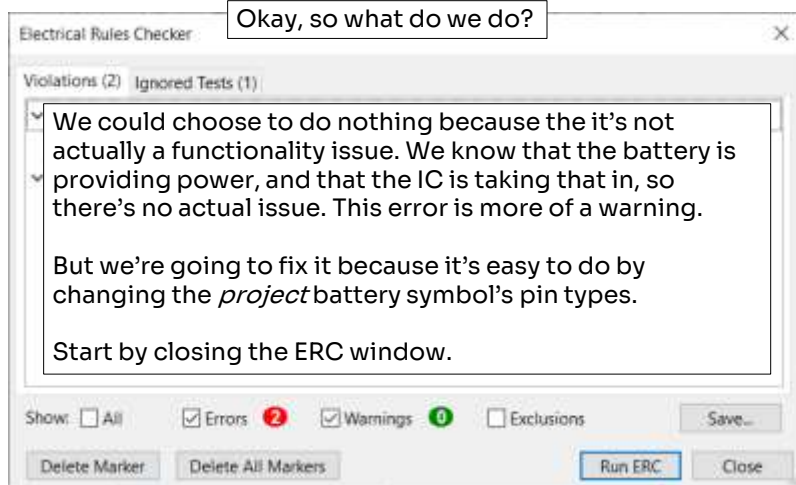 Okay, so what do we do?
Electrical Rules Checker
Violations (2) Ignored Tests (1)
We could choose to do nothing because the it's not
actually a functionality issue. We know that the battery is
providing power, and that the IC is taking that in, so
there's no actual issue. This error is more of a warning.
But we're going to fix it because it's easy to do by
changing the project battery symbol's pin types.
Start by closing the ERC window.
Show: All Errors 2 Warnings 0 Exclusions Save...
Delete Marker Delete All Markers Run ERC Close